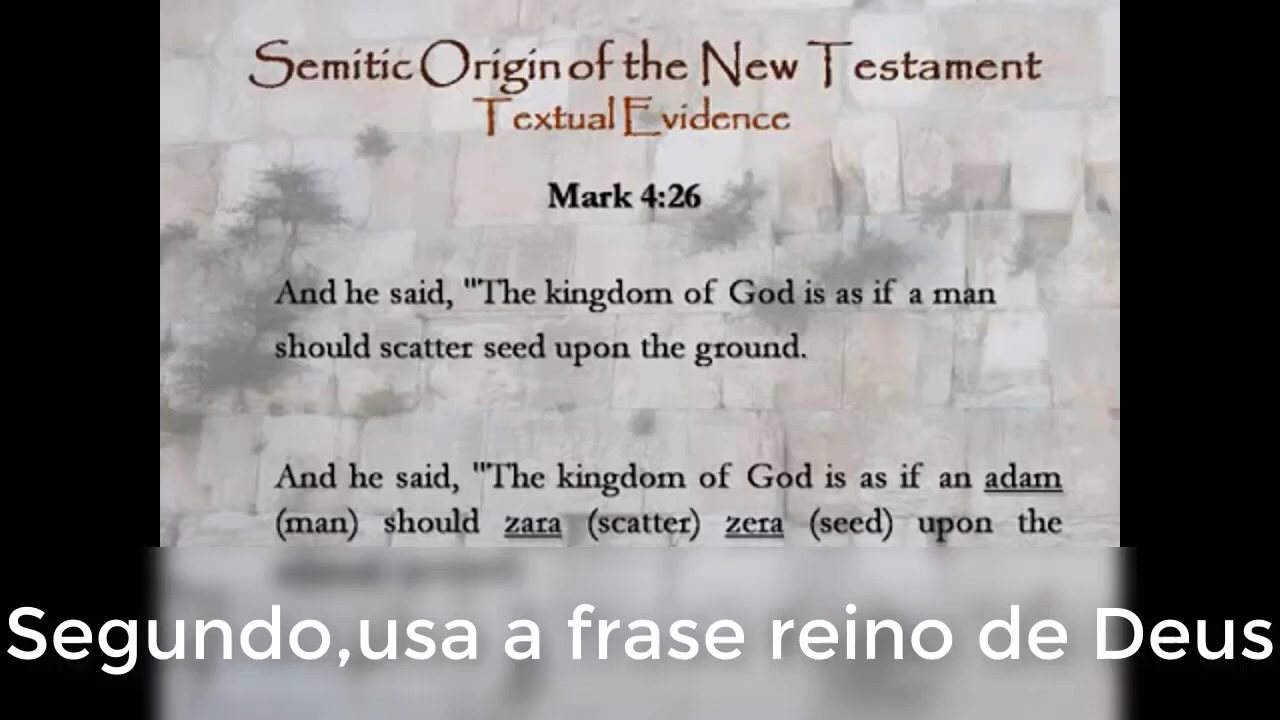 Semitic Origin of the New Testament
Textual Evidence
Mark 4:26
And he said, "The kingdom of God is as if a man
should scatter seed upon the ground.
And he said, "The kingdom of God is as if an adam
(man) should zara (scatter) zera (seed) upon the
Segundo,usa a frase reino de Deus